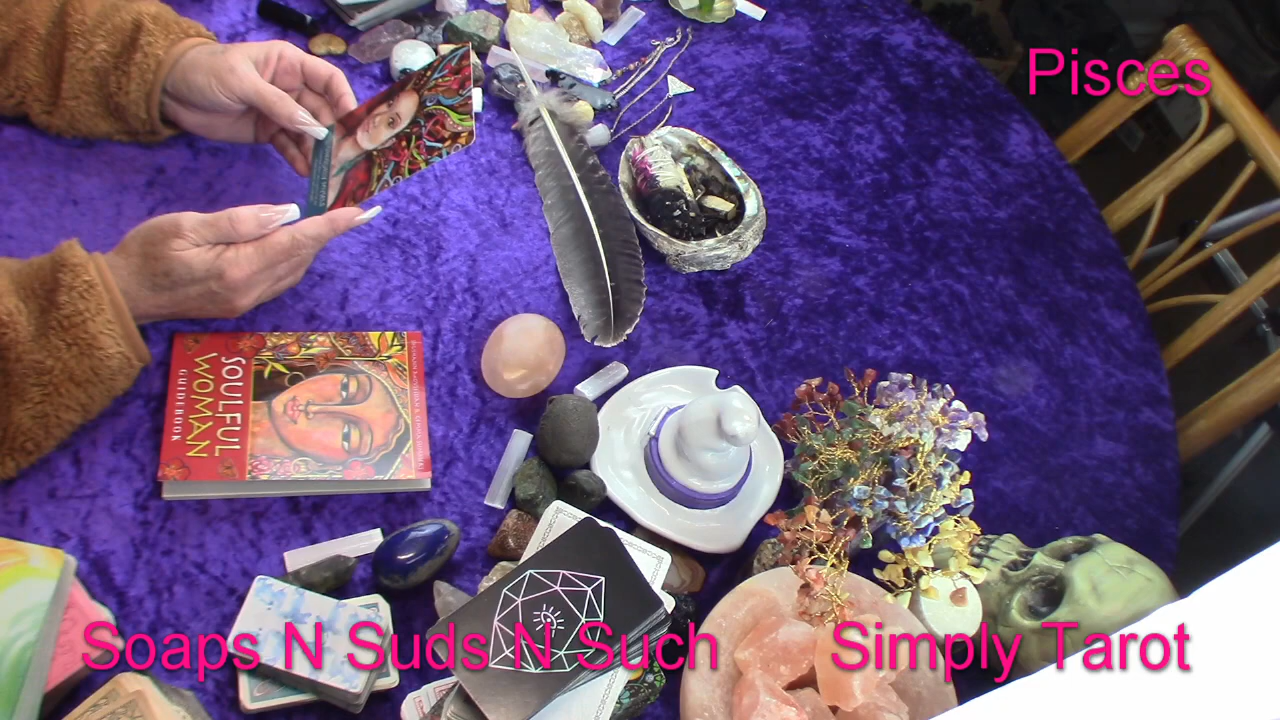 Pisces
SOULFUL
WOMAN
GUIDEBOOK
Soaps N Suds N Such
Simply Tarot